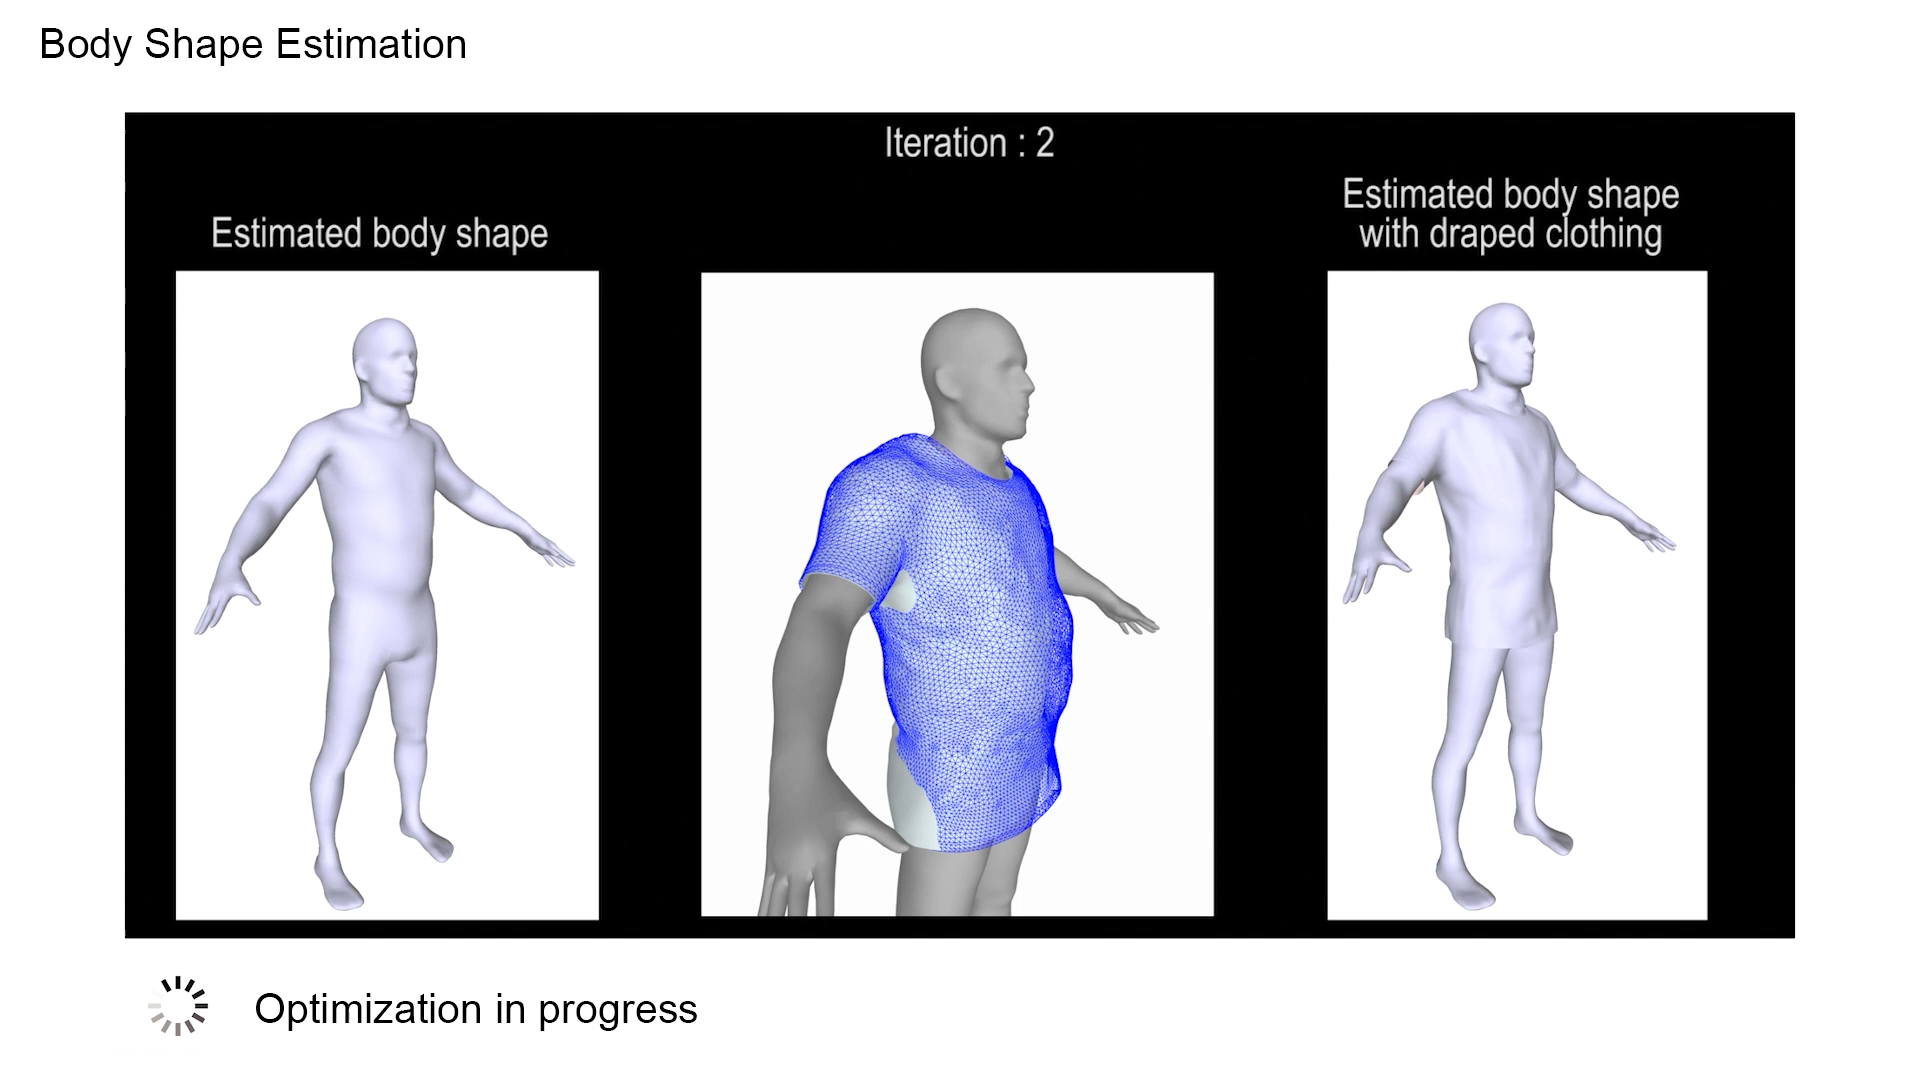 Body Shape Estimation
Iteration : 2
Estimated body shape
Estimated body shape
with draped clothing
Optimization in progress